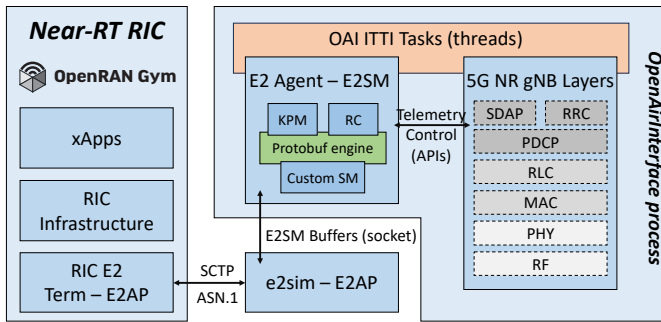 Near-RT RIC
OpenRAN Gym
xApps
RIC
Infrastructure
RIC E2
Term – E2AP
SCTP
ASN.1
OAI ITTI Tasks (threads)
E2 Agent – E2SM
KPM
RC
Protobuf engine
Custom SM
Telemetry
Control
(APIs)
E2SM Buffers (socket)
e2sim – E2AP
5G NR gNB Layers
SDAP
RRC
PDCP
RLC
MAC
PHY
RF
OpenAirInterface process